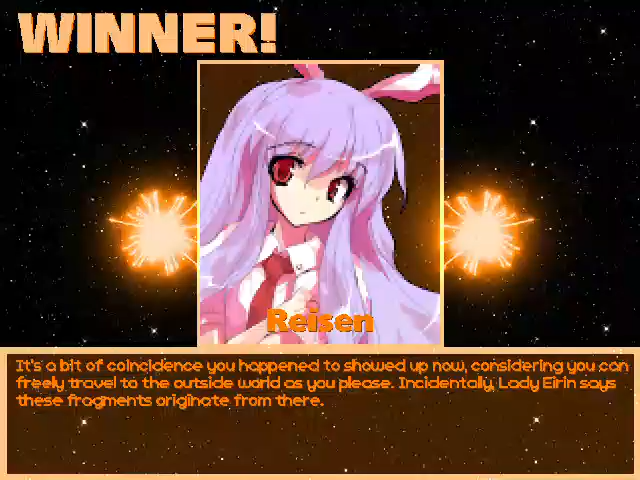 WINNER!
Reisen
It's a bit of coincidence you happened to showed up now, considering you can
freely travel to the outside world as you please. Incidentally, Lady Eirin says
these fragments originate from there.